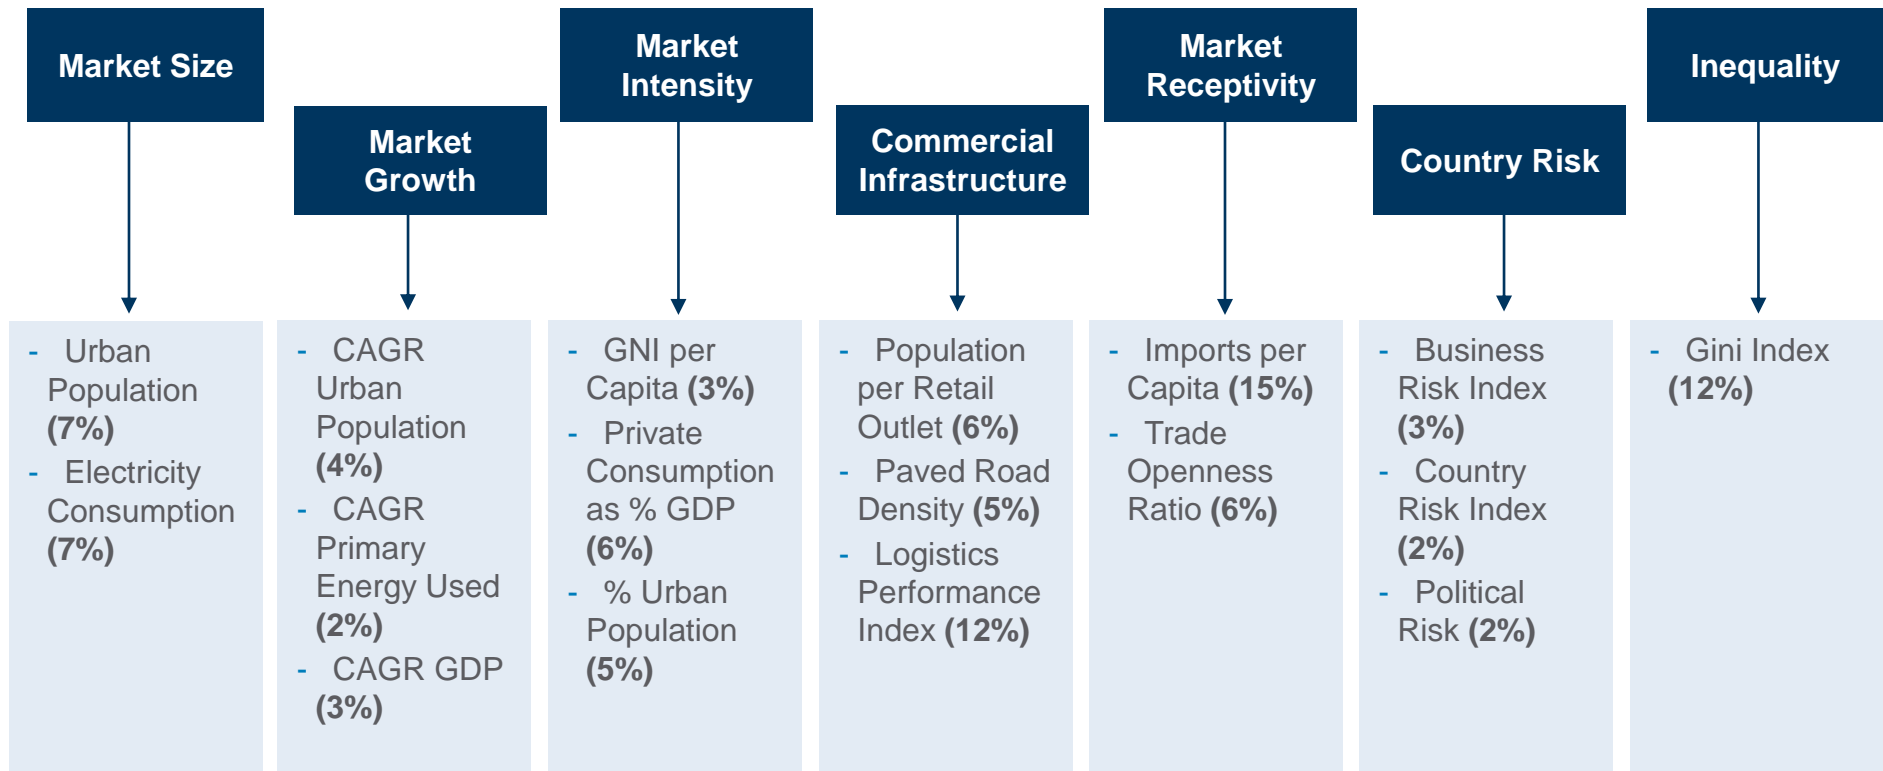 Market Size
Market
Growth
Market
Intensity
Commercial
Infrastructure
Market
Receptivity
Country Risk
Inequality
- Urban
Population
(7%)
- Electricity
Consumption
(7%)
- CAGR
Urban
Population
(4%)
- CAGR
Primary
Energy Used
(2%)
- CAGR GDP
(3%)
- GNI per
Capita (3%)
- Private
Consumption
as % GDP
(6%)
- % Urban
Population
(5%)
- Population
per Retail
Outlet (6%)
- Paved Road
Density (5%)
- Logistics
Performance
Index (12%)
- Imports per
Capita (15%)
- Trade
Openness
Ratio (6%)
- Business
Risk Index
(3%)
- Country
Risk Index
(2%)
- Political
Risk (2%)
- Gini Index
(12%)